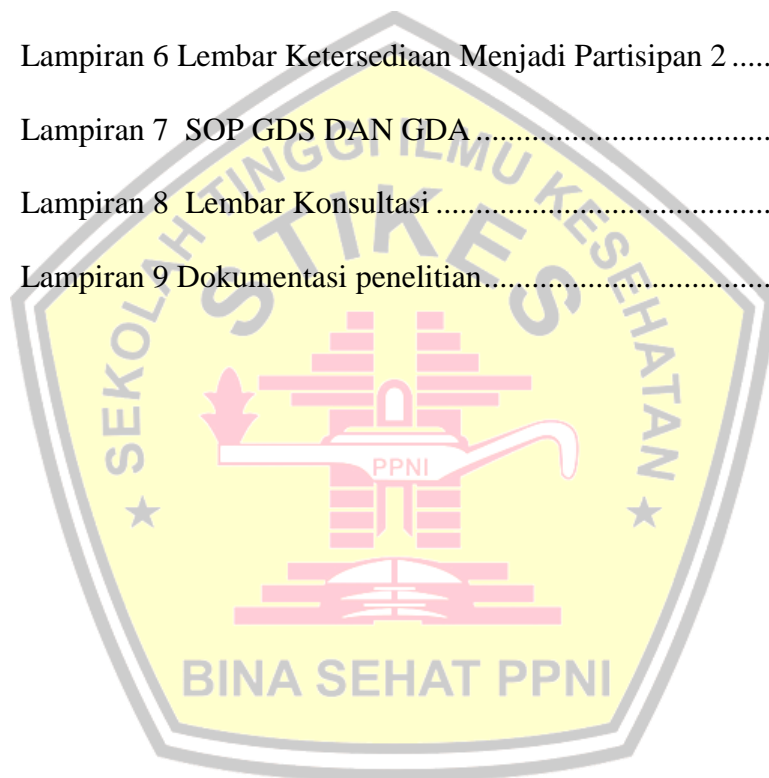 Lampiran 6 Lembar Ketersediaan Menjadi Partisipan 2 .....
Lampiran 7  SOP GDS DAN GDA ....................................
Lampiran 8  Lembar Konsultasi .........................................
Lampiran 9 Dokumentasi penelitian...................................
SEKOLAH TINGGI ILMU KESEHATAN
STIKES
PPNI
BINA SEHAT PPNI